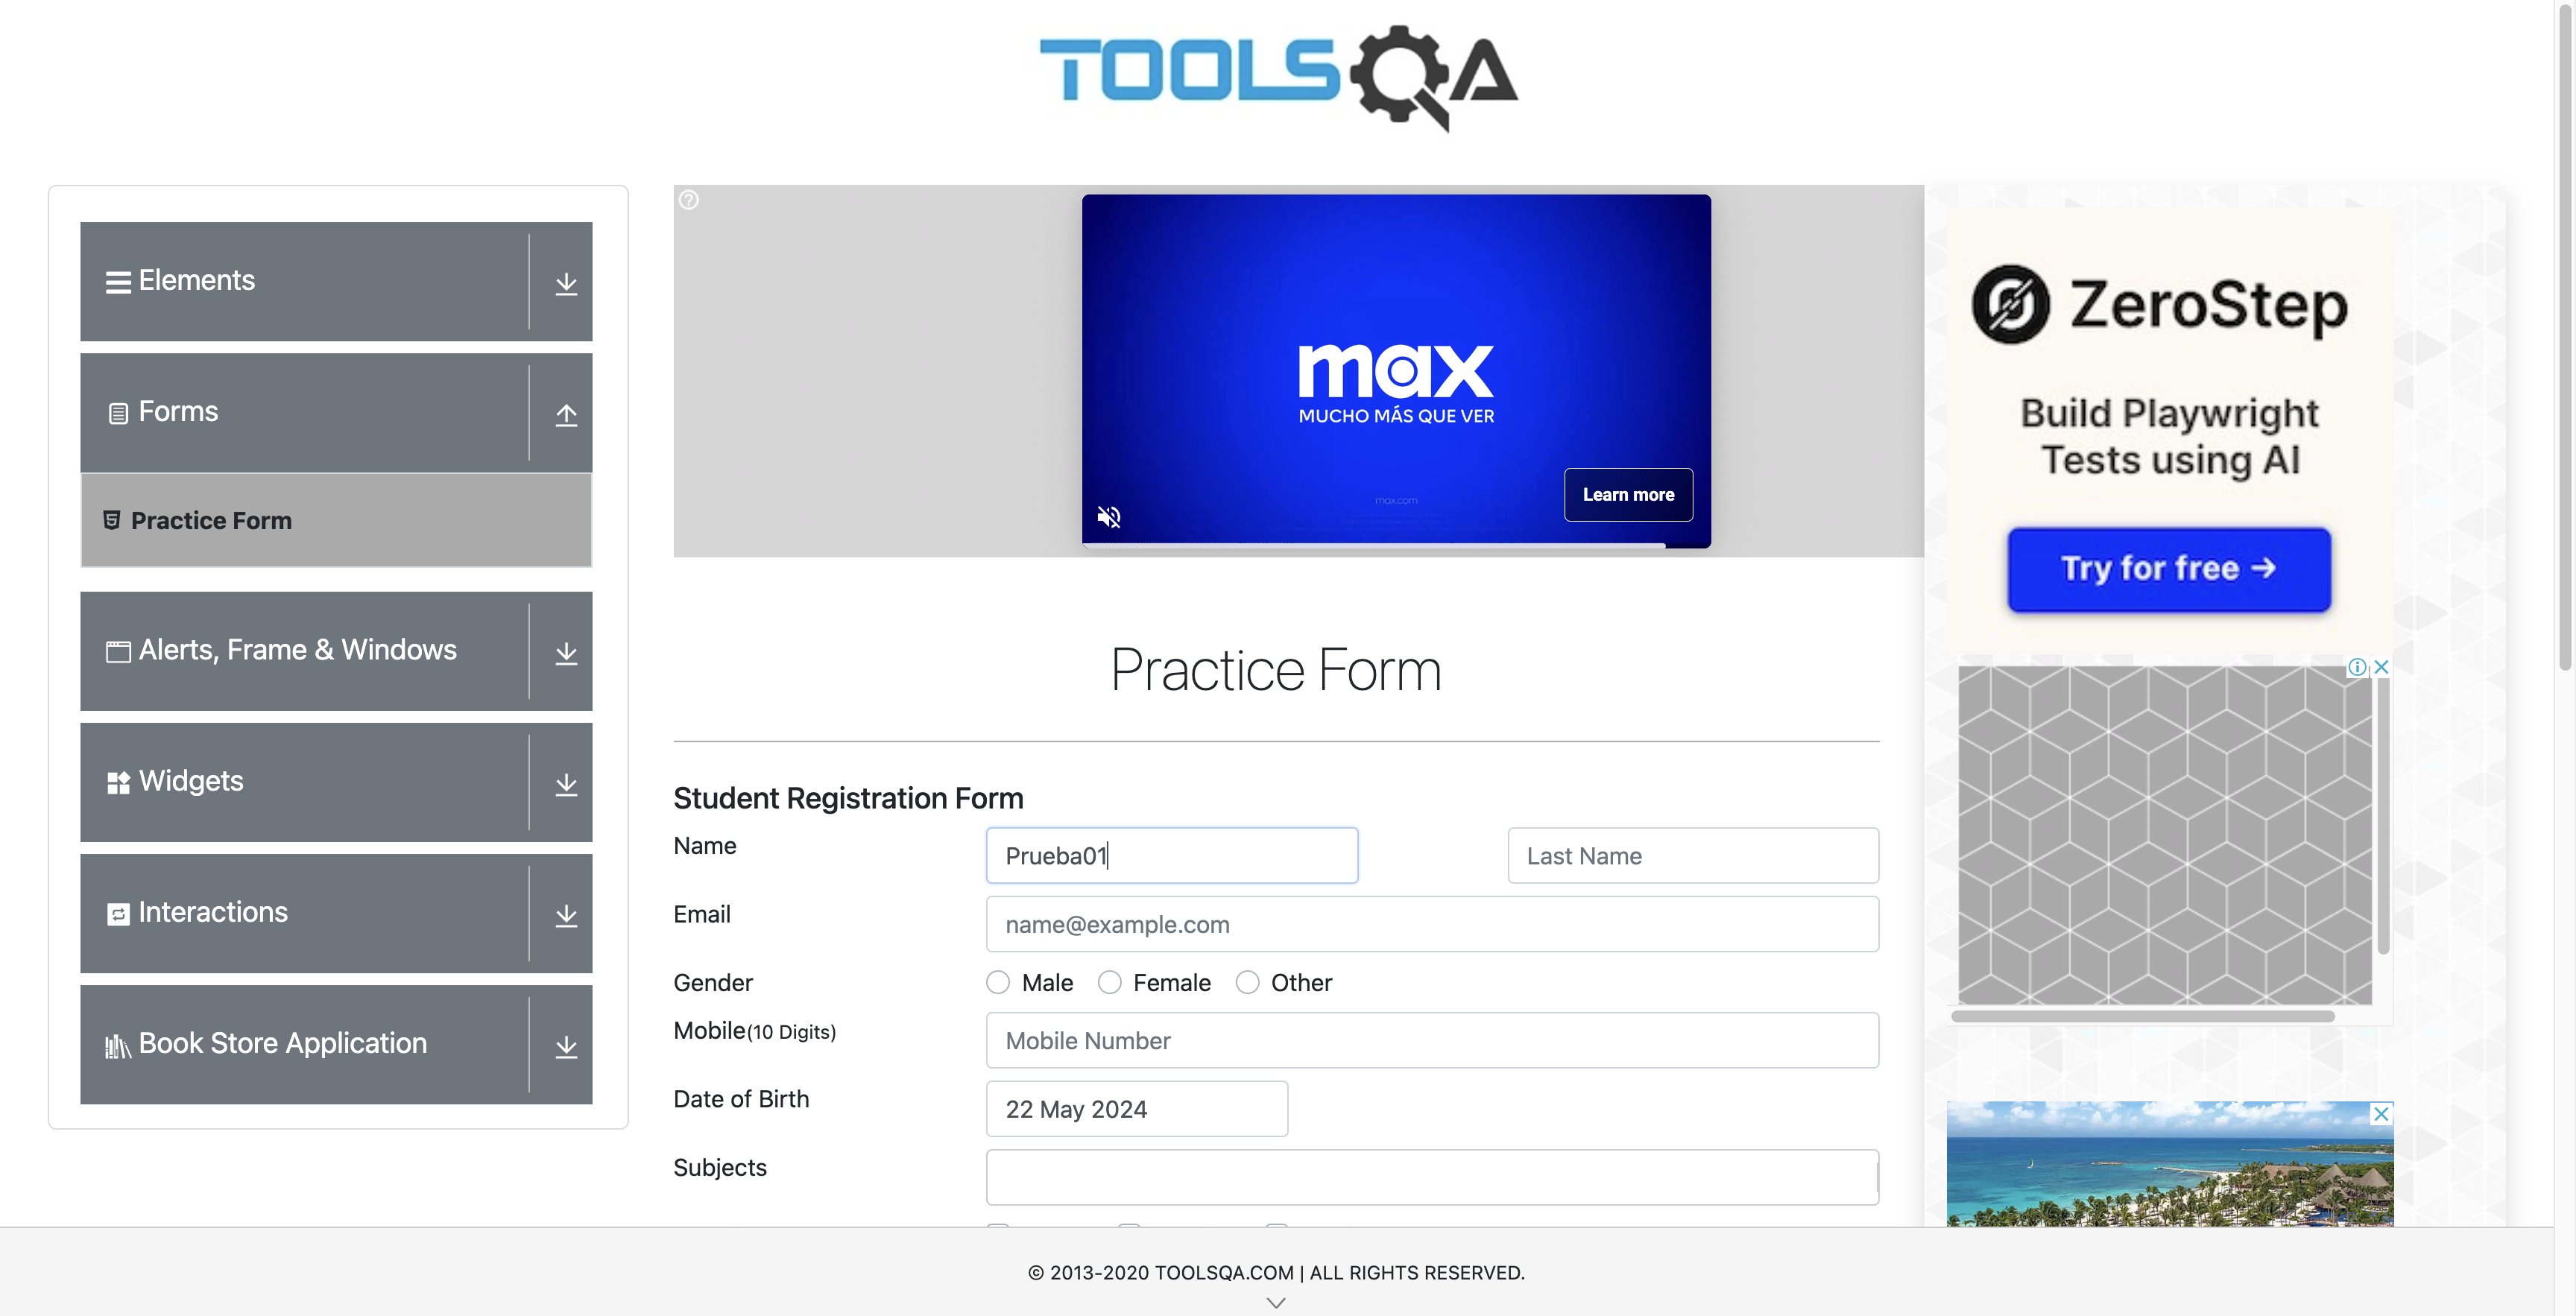 TOOLSQA
Elements
Forms
Practice Form
Alerts, Frame & Windows
Widgets
Interactions
Book Store Application
max
MUCHO MÁS QUE VER
max.com
Learn more
Practice Form
Student Registration Form
Name
Prueba01
Last Name
Email
name@example.com
Gender
Male
Female
Other
Mobile(10 Digits)
Mobile Number
Date of Birth
22 May 2024
Subjects
ZeroStep
Build Playwright
Tests using AI
Try for free →
© 2013-2020 TOOLSQA.COM | ALL RIGHTS RESERVED.